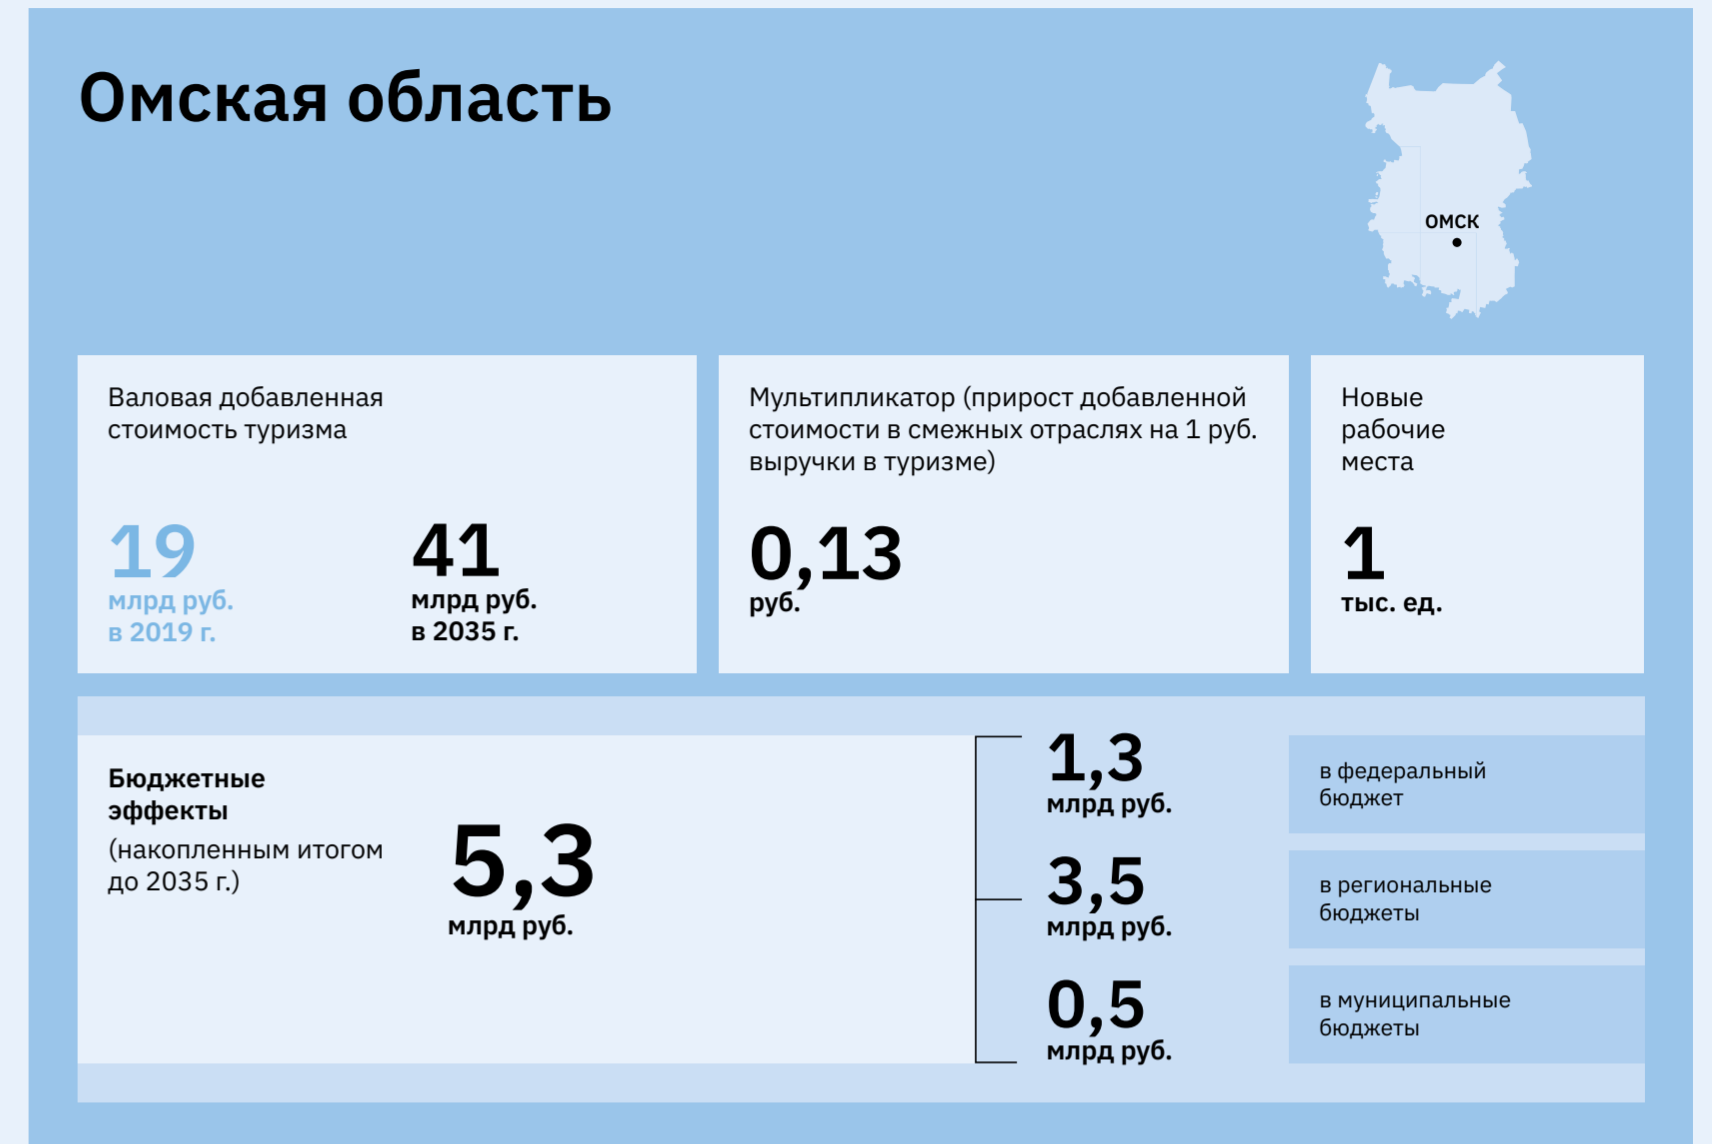 Омская область
ОМСК
Валовая добавленная
стоимость туризма
19
млрд руб.
в 2019 г.
41
млрд руб.
в 2035 г.
Мультипликатор (прирост добавленной
стоимости в смежных отраслях на 1 руб.
выручки в туризме)
0,13
руб.
Новые
рабочие
места
1
тыс. ед.
Бюджетные
эффекты
(накопленным итогом
до 2035 г.)
5,3
млрд руб.
1,3
млрд руб.
в федеральный
бюджет
3,5
млрд руб.
в региональные
бюджеты
0,5
млрд руб.
в муниципальные
бюджеты